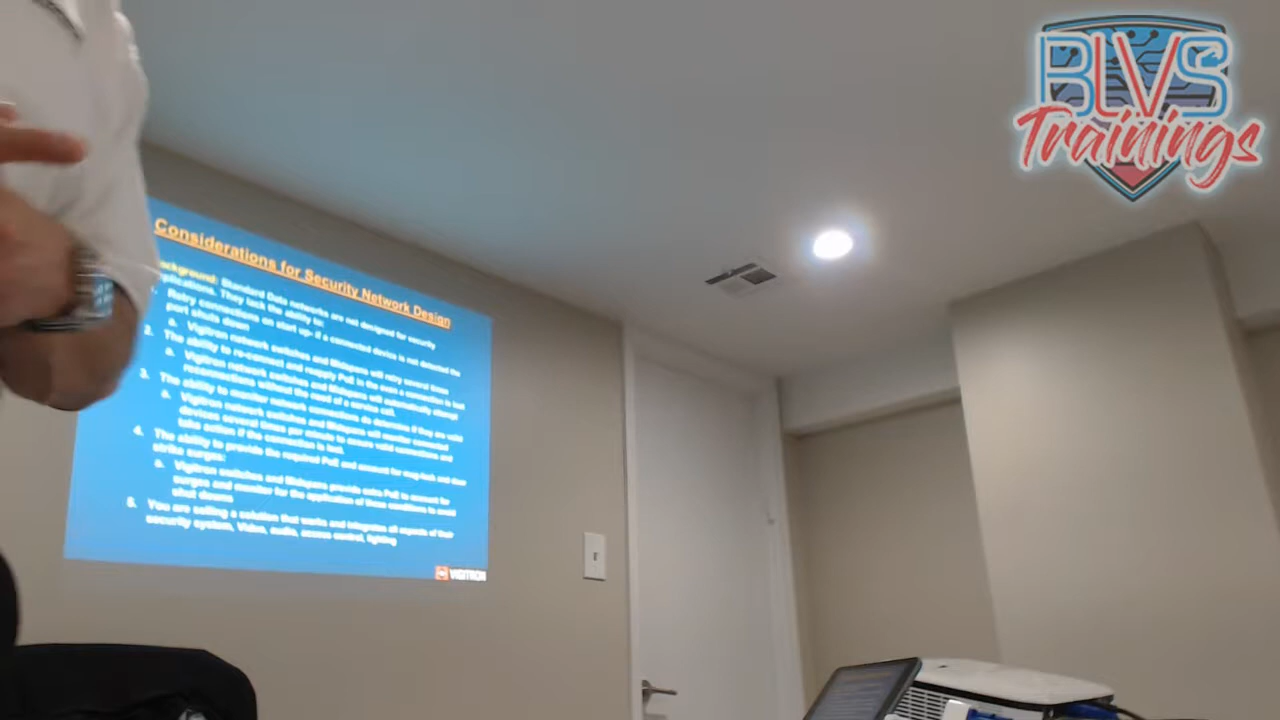 BLVS
Trainings
Considerations for Security Network Design
Background: Standard Data networks are not designed for security
applications. They lack the ability to:
Retry connections on start up- if a connected device is not detected the
port shuts down
a. Vigitron network switches and Midspans will retry several times
2. The ability to re-connect and reapply PoE in the even a connection is lost
a. Vigitron network switches and Midspans will automatically attempt
reconnections without the need of a service call.
3. The ability to monitor network connections do determine if they are valid
a. Vigitron network switches and Midspans will monitor connected
devices several times per minute to ensure valid connections and
take action if the connection is lost.
4. The ability to provide the required PoE and account for mag-lock and door
strike surges:
a. Vigitron switches and Midspans provide extra PoE to account for
surges and monitor for the application of these conditions to avoid
shut downs
5. You are selling a solution that works and integrates all aspects of their
security system, Video, audio, access control, lighting
VIGITRON